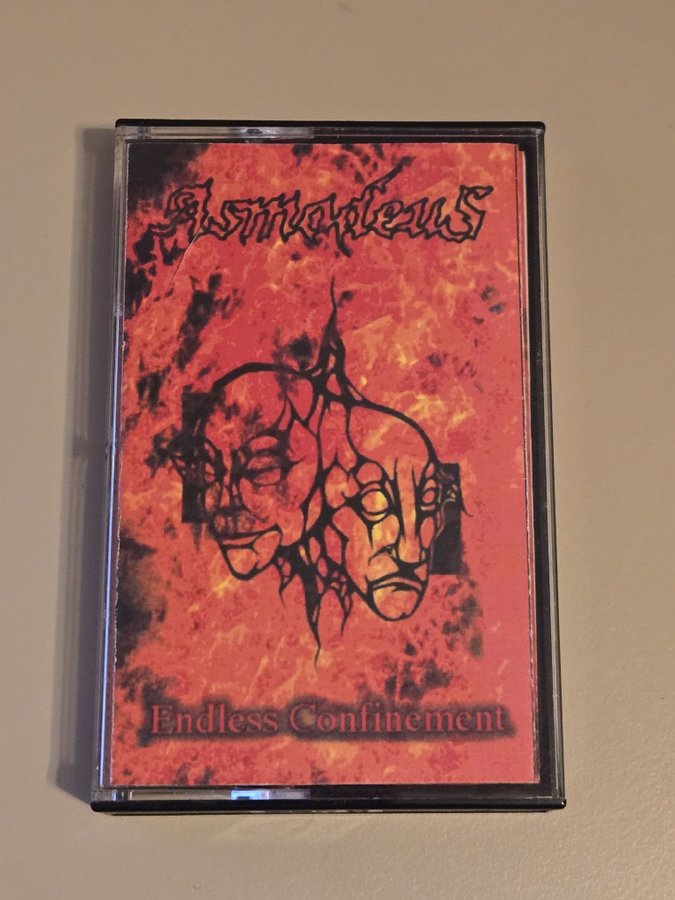 Asmodeus
Endless Confinement